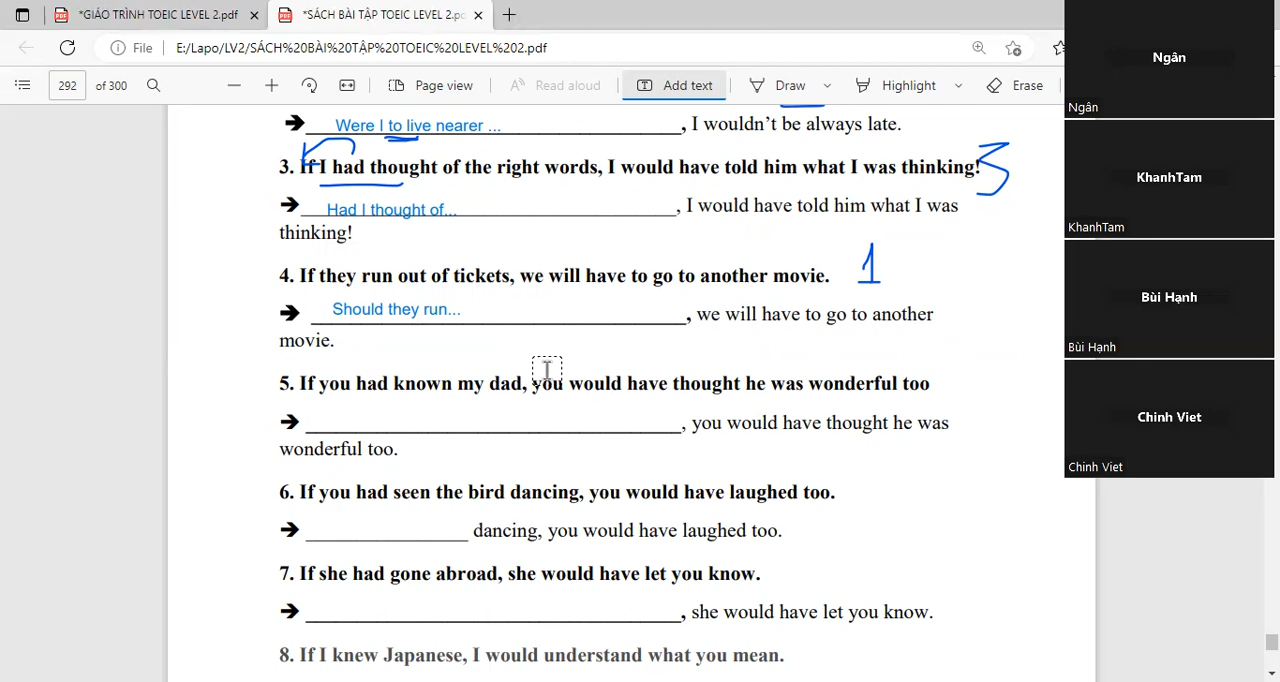 *GIÁO TRÌNH TOEIC LEVEL 2.pdf
*SÁCH BÀI TẬP TOEIC LEVEL 2.pd
File E:/Lapo/LV2/SÁCH%20BÀI%20TẬP%20TOEIC%20LEVEL%202.pdf
292 of 300 Page view Read aloud Add text Draw Highlight Erase
➔ Were I to live nearer ... , I wouldn't be always late.
3. If I had thought of the right words, I would have told him what I was thinking! 3
➔ Had I thought of... , I would have told him what I was
thinking!
4. If they run out of tickets, we will have to go to another movie. 1
➔ Should they run... , we will have to go to another
movie.
5. If you had known my dad, you would have thought he was wonderful too
➔ ______, you would have thought he was
wonderful too.
6. If you had seen the bird dancing, you would have laughed too.
➔ ______ dancing, you would have laughed too.
7. If she had gone abroad, she would have let you know.
➔ ______, she would have let you know.
8. If I knew Japanese, I would understand what you mean.
Ngân
Ngân
KhanhTam
KhanhTam
Bùi Hạnh
Bùi Hạnh
Chinh Viet
Chinh Viet